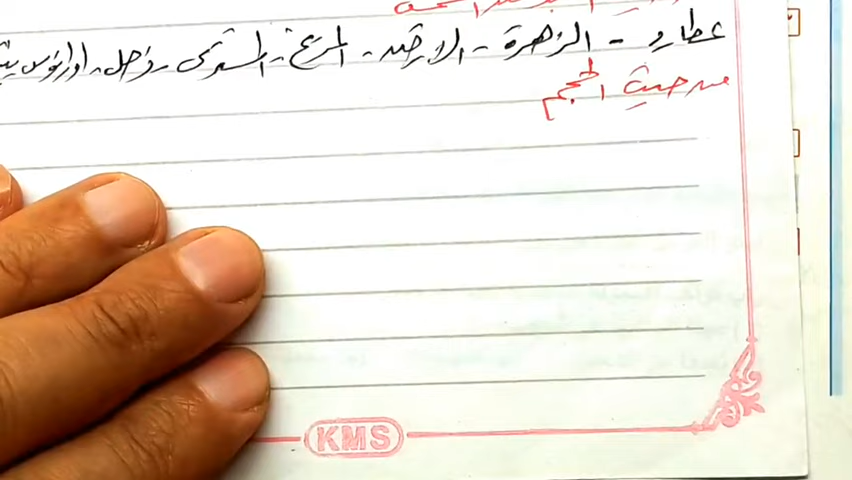 عطارد - الزهرة - الارض - المريخ - المشتري - زحل - اورانوس
من حيث الحجم
KMS